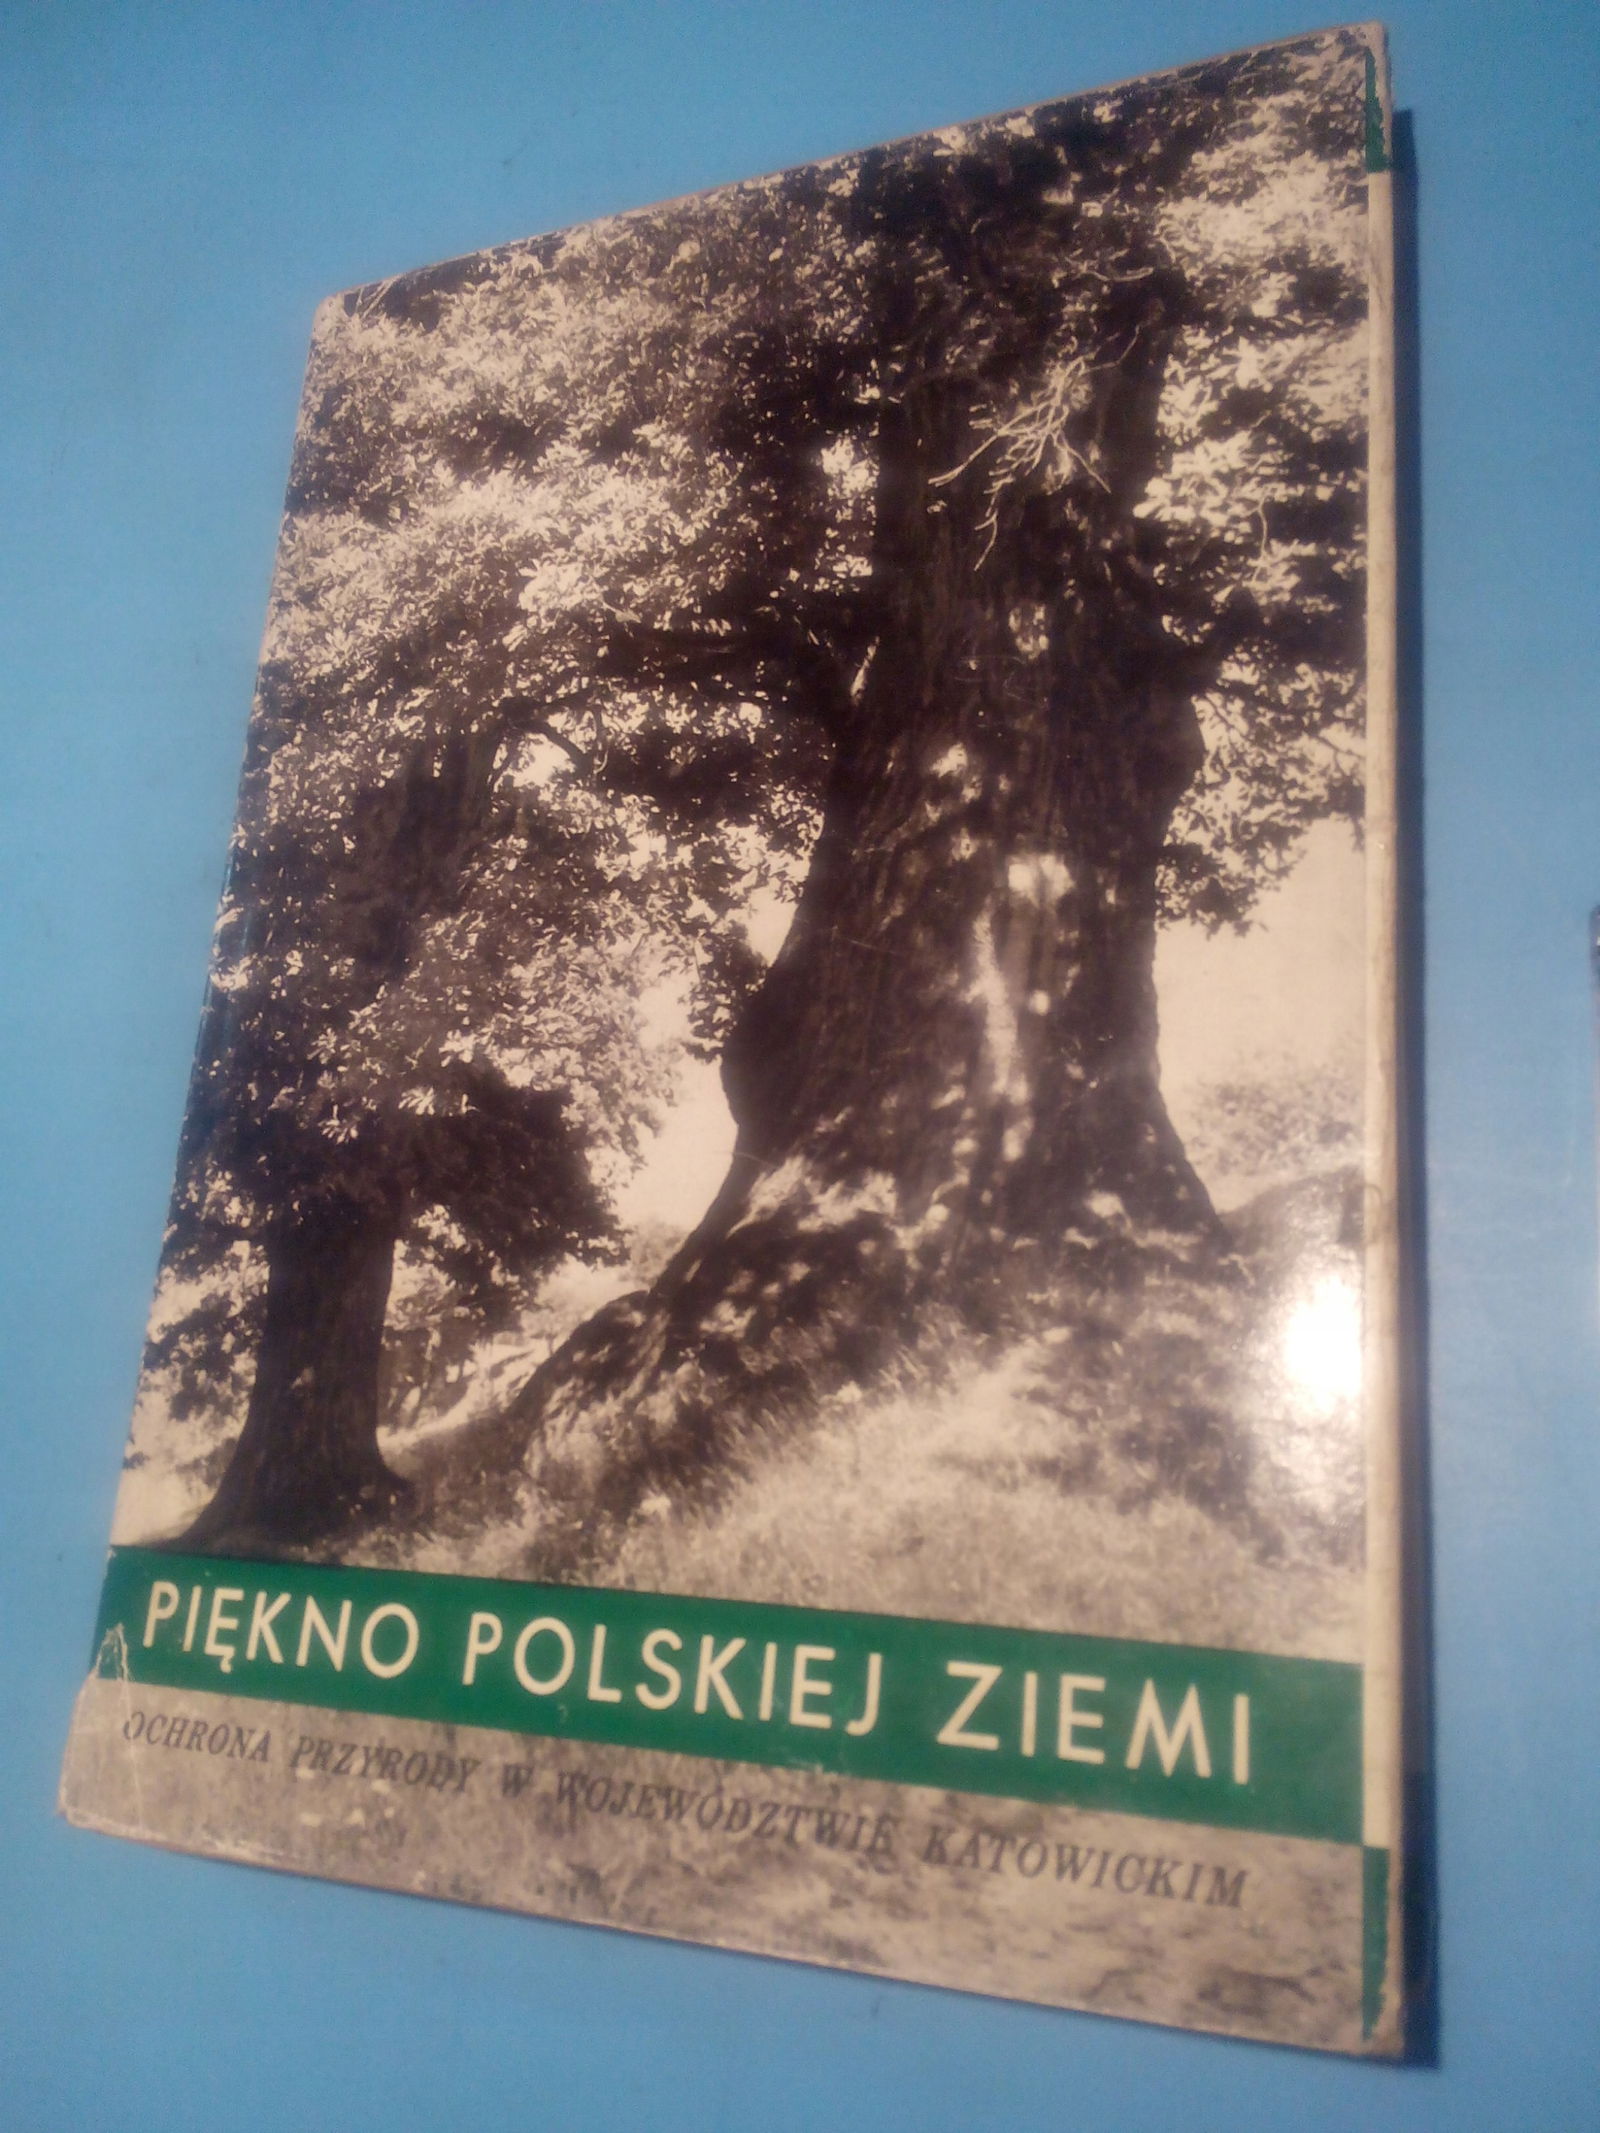 PIĘKNO POLSKIEJ ZIEMI
OCHRONA PRZYRODY W WOJEWÓDZTWIE KATOWICKIM